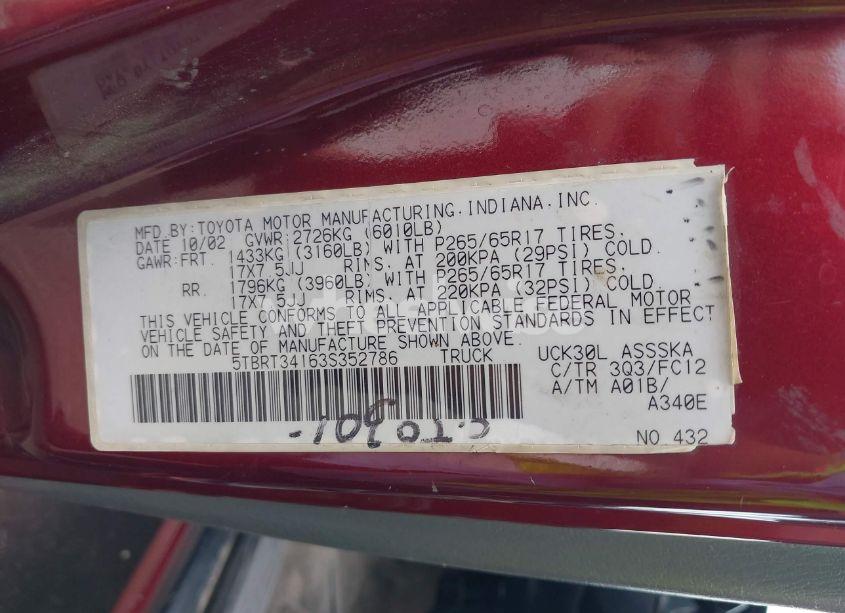 MFD.BY:TOYOTA MOTOR MANUFACTURING.INDIANA.INC.
DATE 10/02 GVWR:2726KG (6010LB)
GAWR:FRT. 1433KG (3160LB) WITH P265/65R17 TIRES.
17X7.5JJ RIMS. AT 200KPA (29PSI) COLD.
RR. 1796KG (3960LB) WITH P265/65R17 TIRES.
17X7.5JJ RIMS. AT 220KPA (32PSI) COLD.
THIS VEHICLE CONFORMS TO ALL APPLICABLE FEDERAL MOTOR
VEHICLE SAFETY AND THEFT PREVENTION STANDARDS IN EFFECT
ON THE DATE OF MANUFACTURE SHOWN ABOVE.
5TBRT34163S352786 TRUCK UCK30L ASSSKA
C/TR 3Q3/FC12
A/TM A01B/
A340E
NO 432